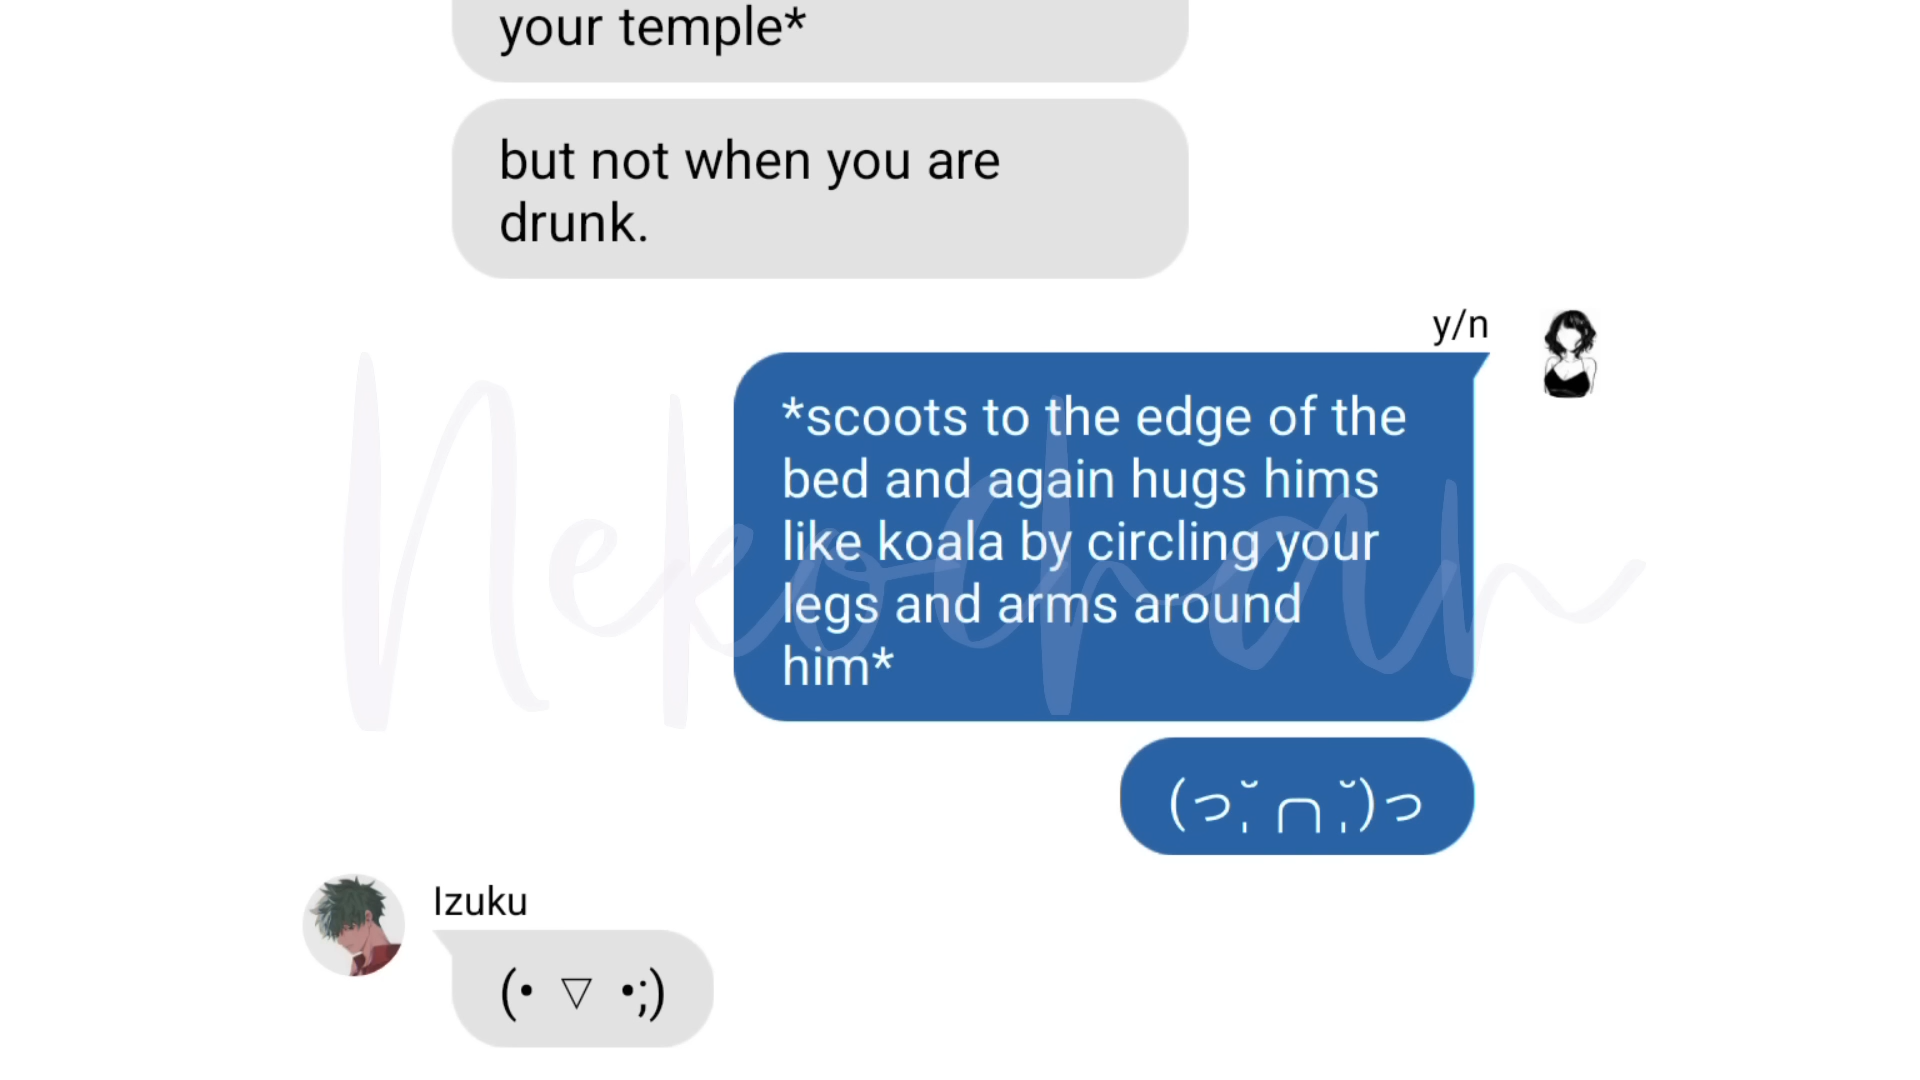 your temple*
but not when you are
drunk.
y/n
*scoots to the edge of the
bed and again hugs hims
like koala by circling your
legs and arms around
him*
(っ˘̩╭╮˘̩)っ
Nekochan
Izuku
(• ▽ •;)